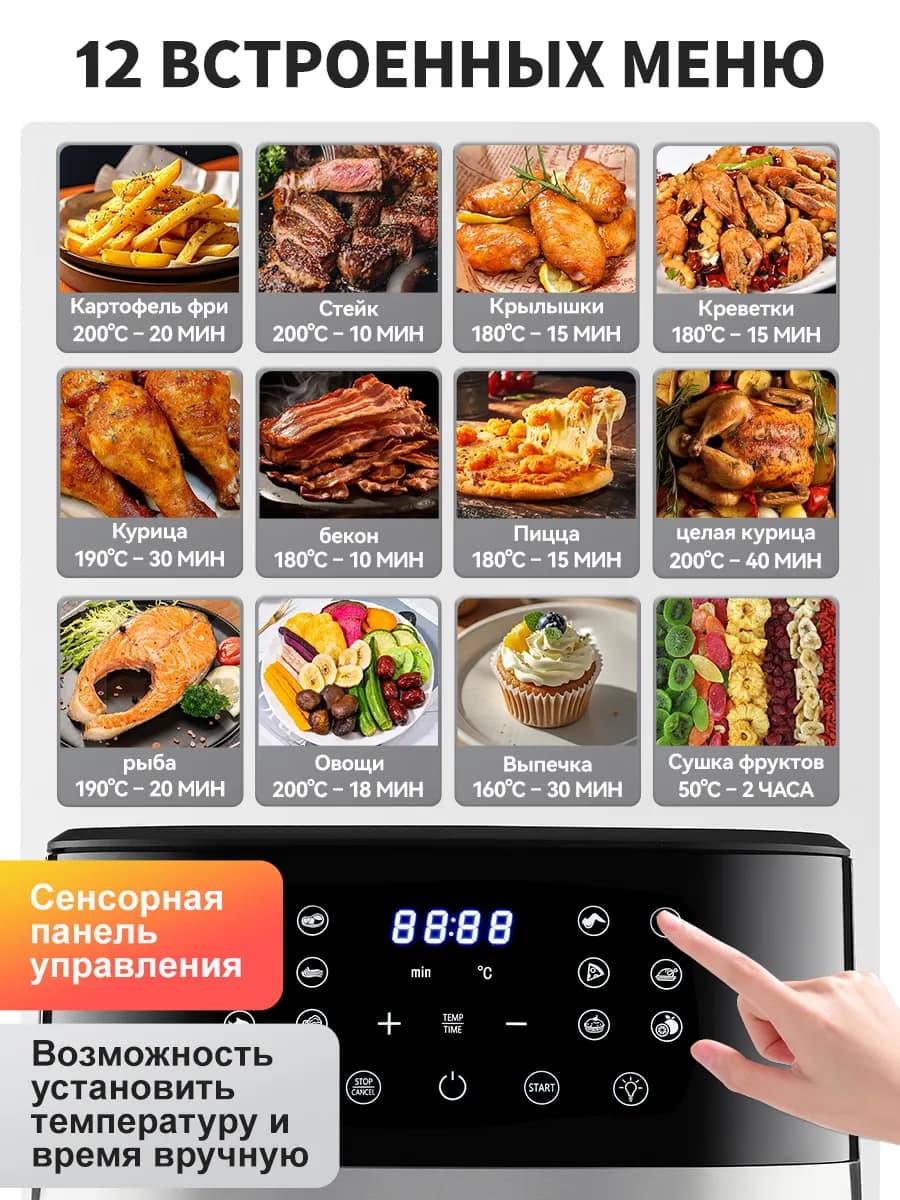 12 ВСТРОЕННЫХ МЕНЮ
Картофель фри
200°C – 20 МИН
Стейк
200°C – 10 МИН
Крылышки
180°C – 15 МИН
Креветки
180°C – 15 МИН
Курица
190°C – 30 МИН
бекон
180°C – 10 МИН
Пицца
180°C – 15 МИН
целая курица
200°C – 40 МИН
рыба
190°C – 20 МИН
Овощи
200°C – 18 МИН
Выпечка
160°C – 30 МИН
Сушка фруктов
50°C – 2 ЧАСА
Сенсорная
панель
управления
88:88
min °C
+ TEMP −
TIME
Возможность
установить
температуру и
время вручную
STOP
CANCEL
START